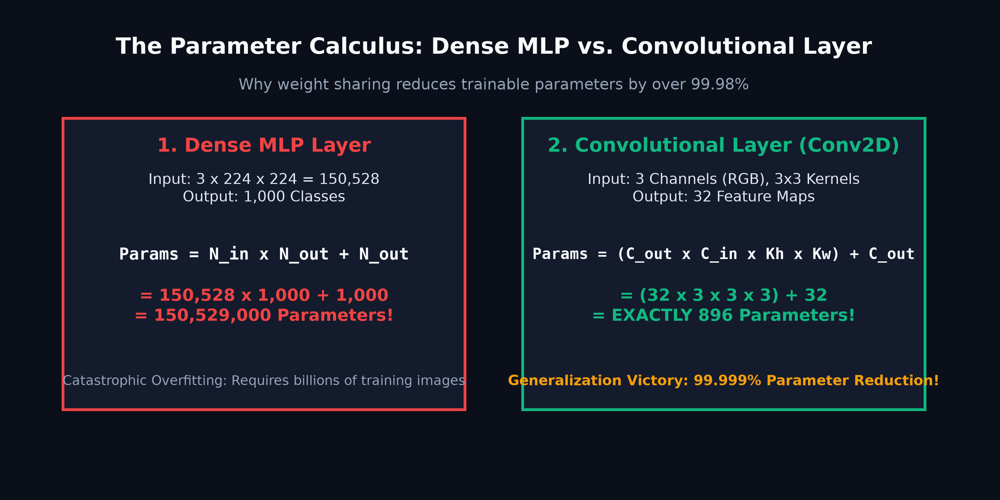 The Parameter Calculus: Dense MLP vs. Convolutional Layer
Why weight sharing reduces trainable parameters by over 99.98%
1. Dense MLP Layer
Input: 3 x 224 x 224 = 150,528
Output: 1,000 Classes
Params = N_in x N_out + N_out
= 150,528 x 1,000 + 1,000
= 150,529,000 Parameters!
Catastrophic Overfitting: Requires billions of training images
2. Convolutional Layer (Conv2D)
Input: 3 Channels (RGB), 3x3 Kernels
Output: 32 Feature Maps
Params = (C_out x C_in x Kh x Kw) + C_out
= (32 x 3 x 3 x 3) + 32
= EXACTLY 896 Parameters!
Generalization Victory: 99.999% Parameter Reduction!